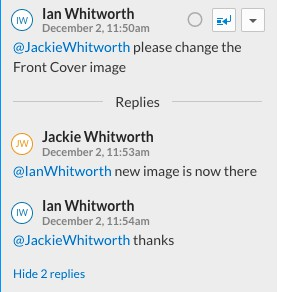 IW
Ian Whitworth
December 2, 11:50am
@JackieWhitworth please change the
Front Cover image
Replies
JW
Jackie Whitworth
December 2, 11:53am
@IanWhitworth new image is now there
IW
Ian Whitworth
December 2, 11:54am
@JackieWhitworth thanks
Hide 2 replies